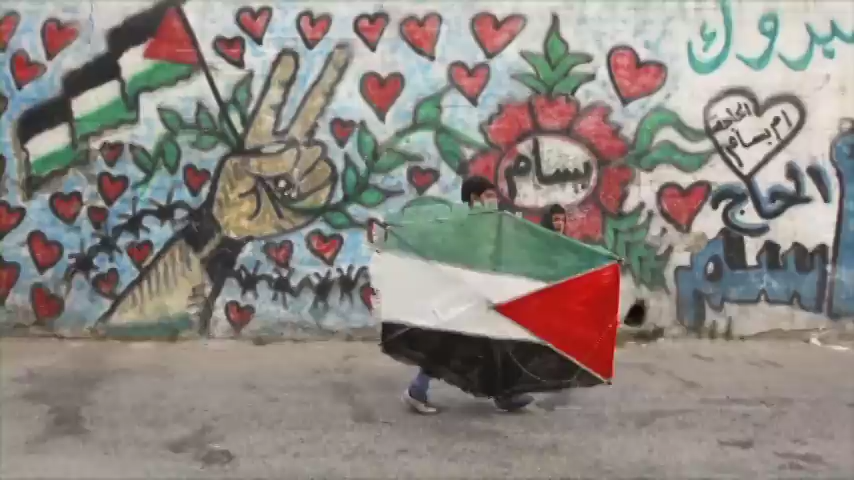 مبروك
بسام
الحاجة
ام بسام
الحاج